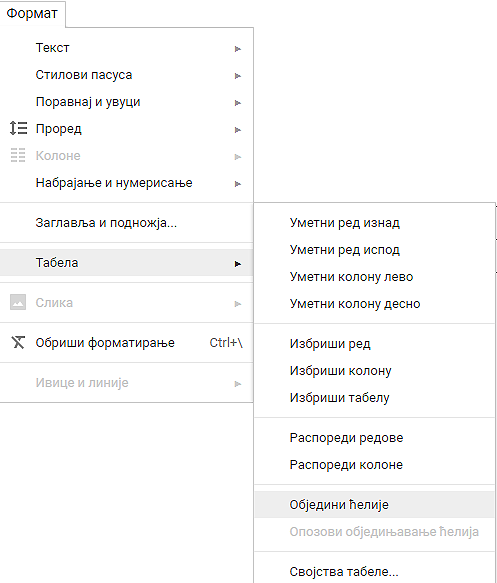 Формат
Текст
Стилови пасуса
Поравнај и увуци
Проред
Колоне
Набрајање и нумерисање
Заглавља и подножја...
Табела
Слика
Обриши форматирање Ctrl+\
Ивице и линије
Уметни ред изнад
Уметни ред испод
Уметни колону лево
Уметни колону десно
Избриши ред
Избриши колону
Избриши табелу
Распореди редове
Распореди колоне
Обједини ћелије
Опозови обједињавање ћелија
Својства табеле...